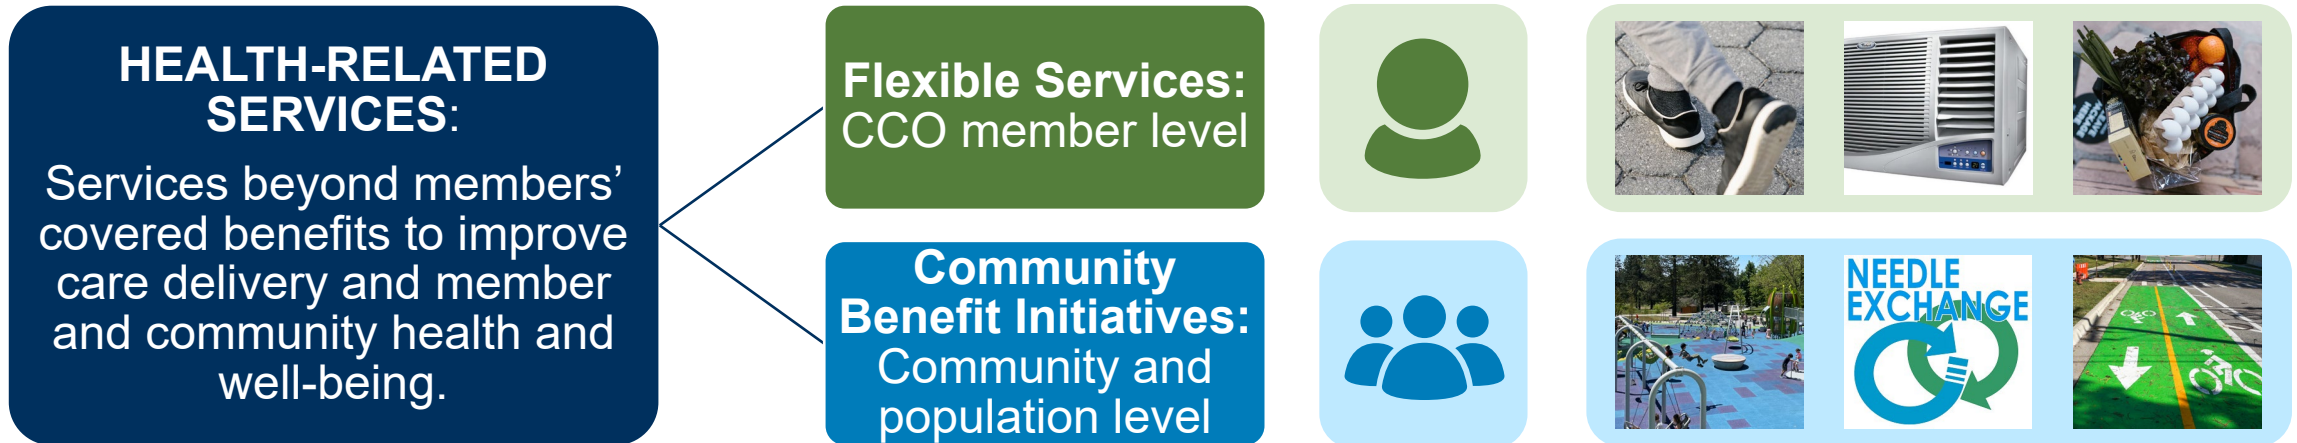 HEALTH-RELATED
SERVICES:
Services beyond members’
covered benefits to improve
care delivery and member
and community health and
well-being.
Flexible Services:
CCO member level
Community
Benefit Initiatives:
Community and
population level
NEEDLE
EXCHANGE